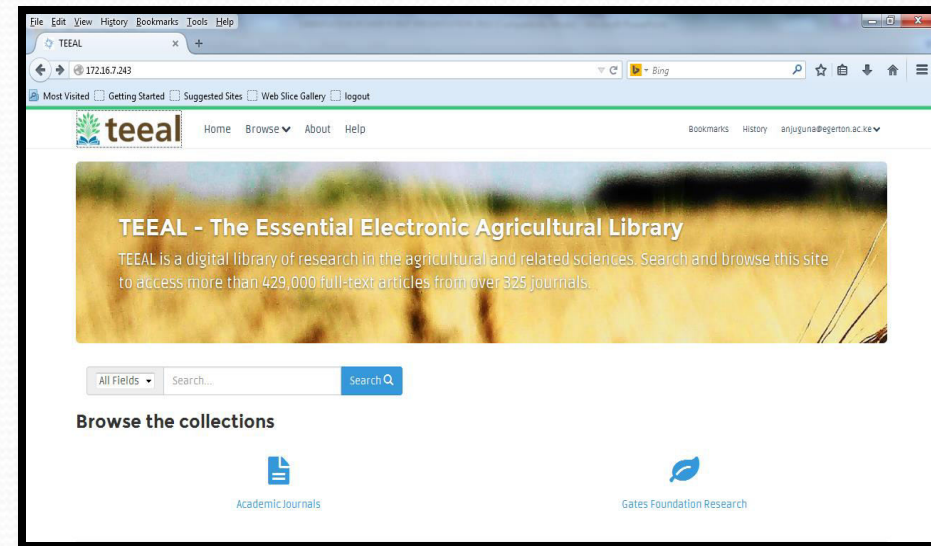 File Edit View History Bookmarks Tools Help
TEEAL × +
172.16.7.243 Bing
Most Visited Getting Started Suggested Sites Web Slice Gallery logout
teeal Home Browse About Help Bookmarks History anjuguna@egerton.ac.ke
TEEAL - The Essential Electronic Agricultural Library
TEEAL is a digital library of research in the agricultural and related sciences. Search and browse this site
to access more than 429,000 full-text articles from over 325 journals.
All Fields Search... Search
Browse the collections
Academic Journals Gates Foundation Research